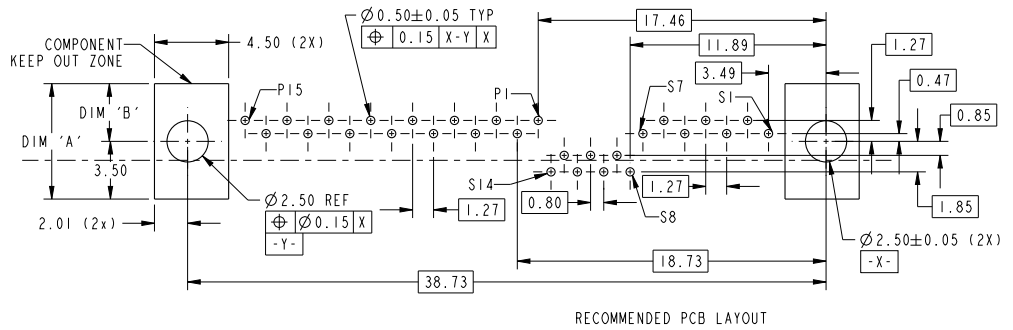 Ø0.50±0.05 TYP
⌖ 0.15 X-Y X
17.46
11.89
1.27
COMPONENT
KEEP OUT ZONE
4.50 (2X)
3.49
0.47
0.85
P15
P1
S7
S1
DIM 'B'
DIM 'A'
3.50
S14
S8
1.27
0.80
1.27
1.85
Ø2.50 REF
⌖ Ø0.15 X
-Y-
2.01 (2x)
Ø2.50±0.05 (2X)
-X-
18.73
38.73
RECOMMENDED PCB LAYOUT